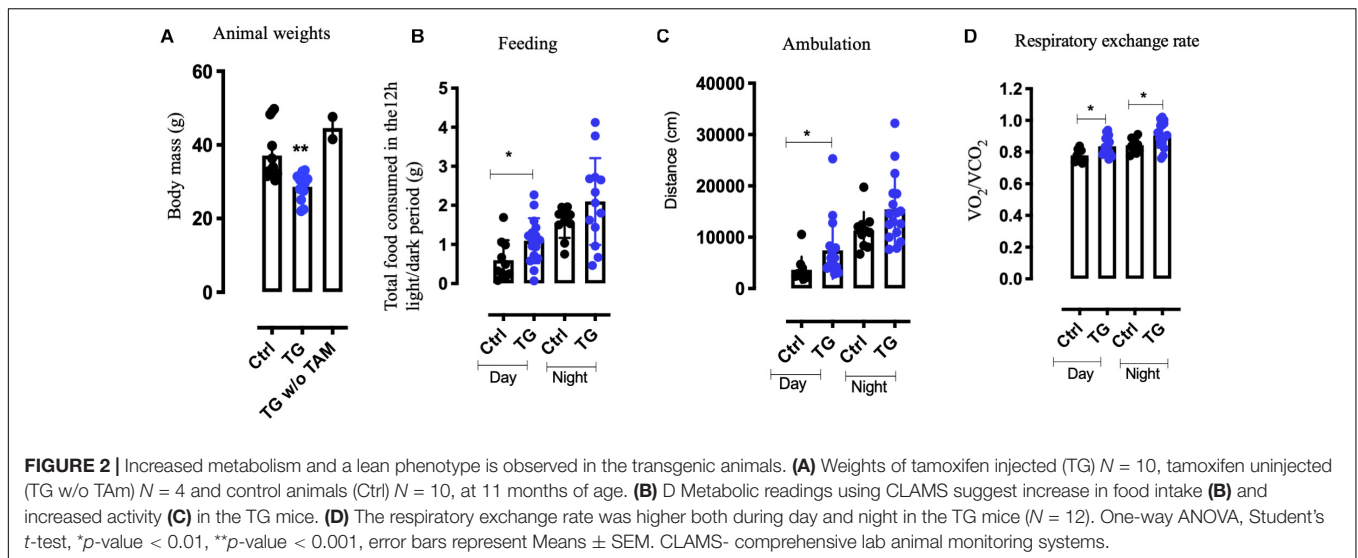 A Animal weights
Body mass (g)
60
40
20
0
**
Ctrl
TG
TG w/o TAM
B Feeding
Total food consumed in the12h
light/dark period (g)
5
4
3
2
1
0
*
Ctrl
TG
Ctrl
TG
Day
Night
C Ambulation
Distance (cm)
40000
30000
20000
10000
0
*
Ctrl
TG
Ctrl
TG
Day
Night
D Respiratory exchange rate
VO2/VCO2
1.2
1.0
0.8
0.6
0.4
0.2
0.0
*
*
Ctrl
TG
Ctrl
TG
Day
Night
FIGURE 2 | Increased metabolism and a lean phenotype is observed in the transgenic animals. (A) Weights of tamoxifen injected (TG) N = 10, tamoxifen uninjected
(TG w/o TAm) N = 4 and control animals (Ctrl) N = 10, at 11 months of age. (B) D Metabolic readings using CLAMS suggest increase in food intake (B) and
increased activity (C) in the TG mice. (D) The respiratory exchange rate was higher both during day and night in the TG mice (N = 12). One-way ANOVA, Student's
t-test, *p-value < 0.01, **p-value < 0.001, error bars represent Means ± SEM. CLAMS- comprehensive lab animal monitoring systems.